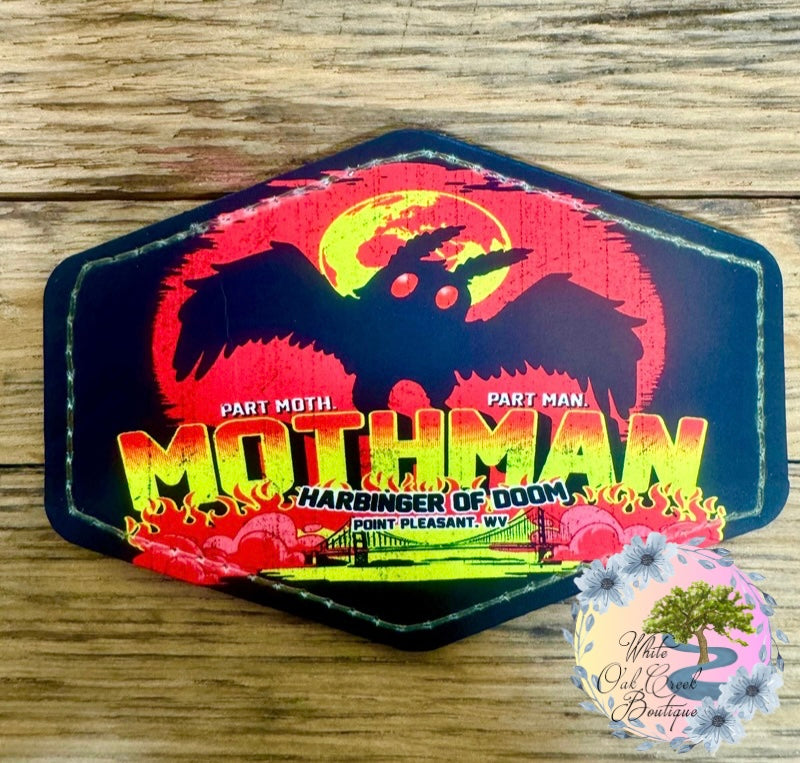 PART MOTH. PART MAN.
MOTHMAN
HARBINGER OF DOOM
POINT PLEASANT. WV
White
Oak Creek
Boutique